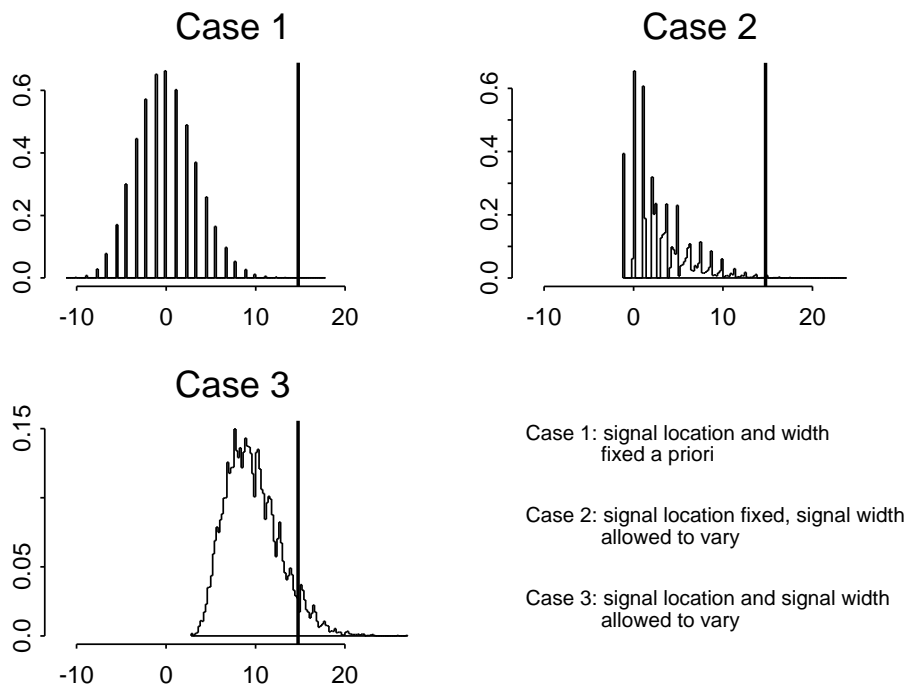 Case 1
0.0 0.2 0.4 0.6
-10 0 10 20
Case 2
0.0 0.2 0.4 0.6
-10 0 10 20
Case 3
0.0 0.05 0.15
-10 0 10 20
Case 1: signal location and width
fixed a priori
Case 2: signal location fixed, signal width
allowed to vary
Case 3: signal location and signal width
allowed to vary